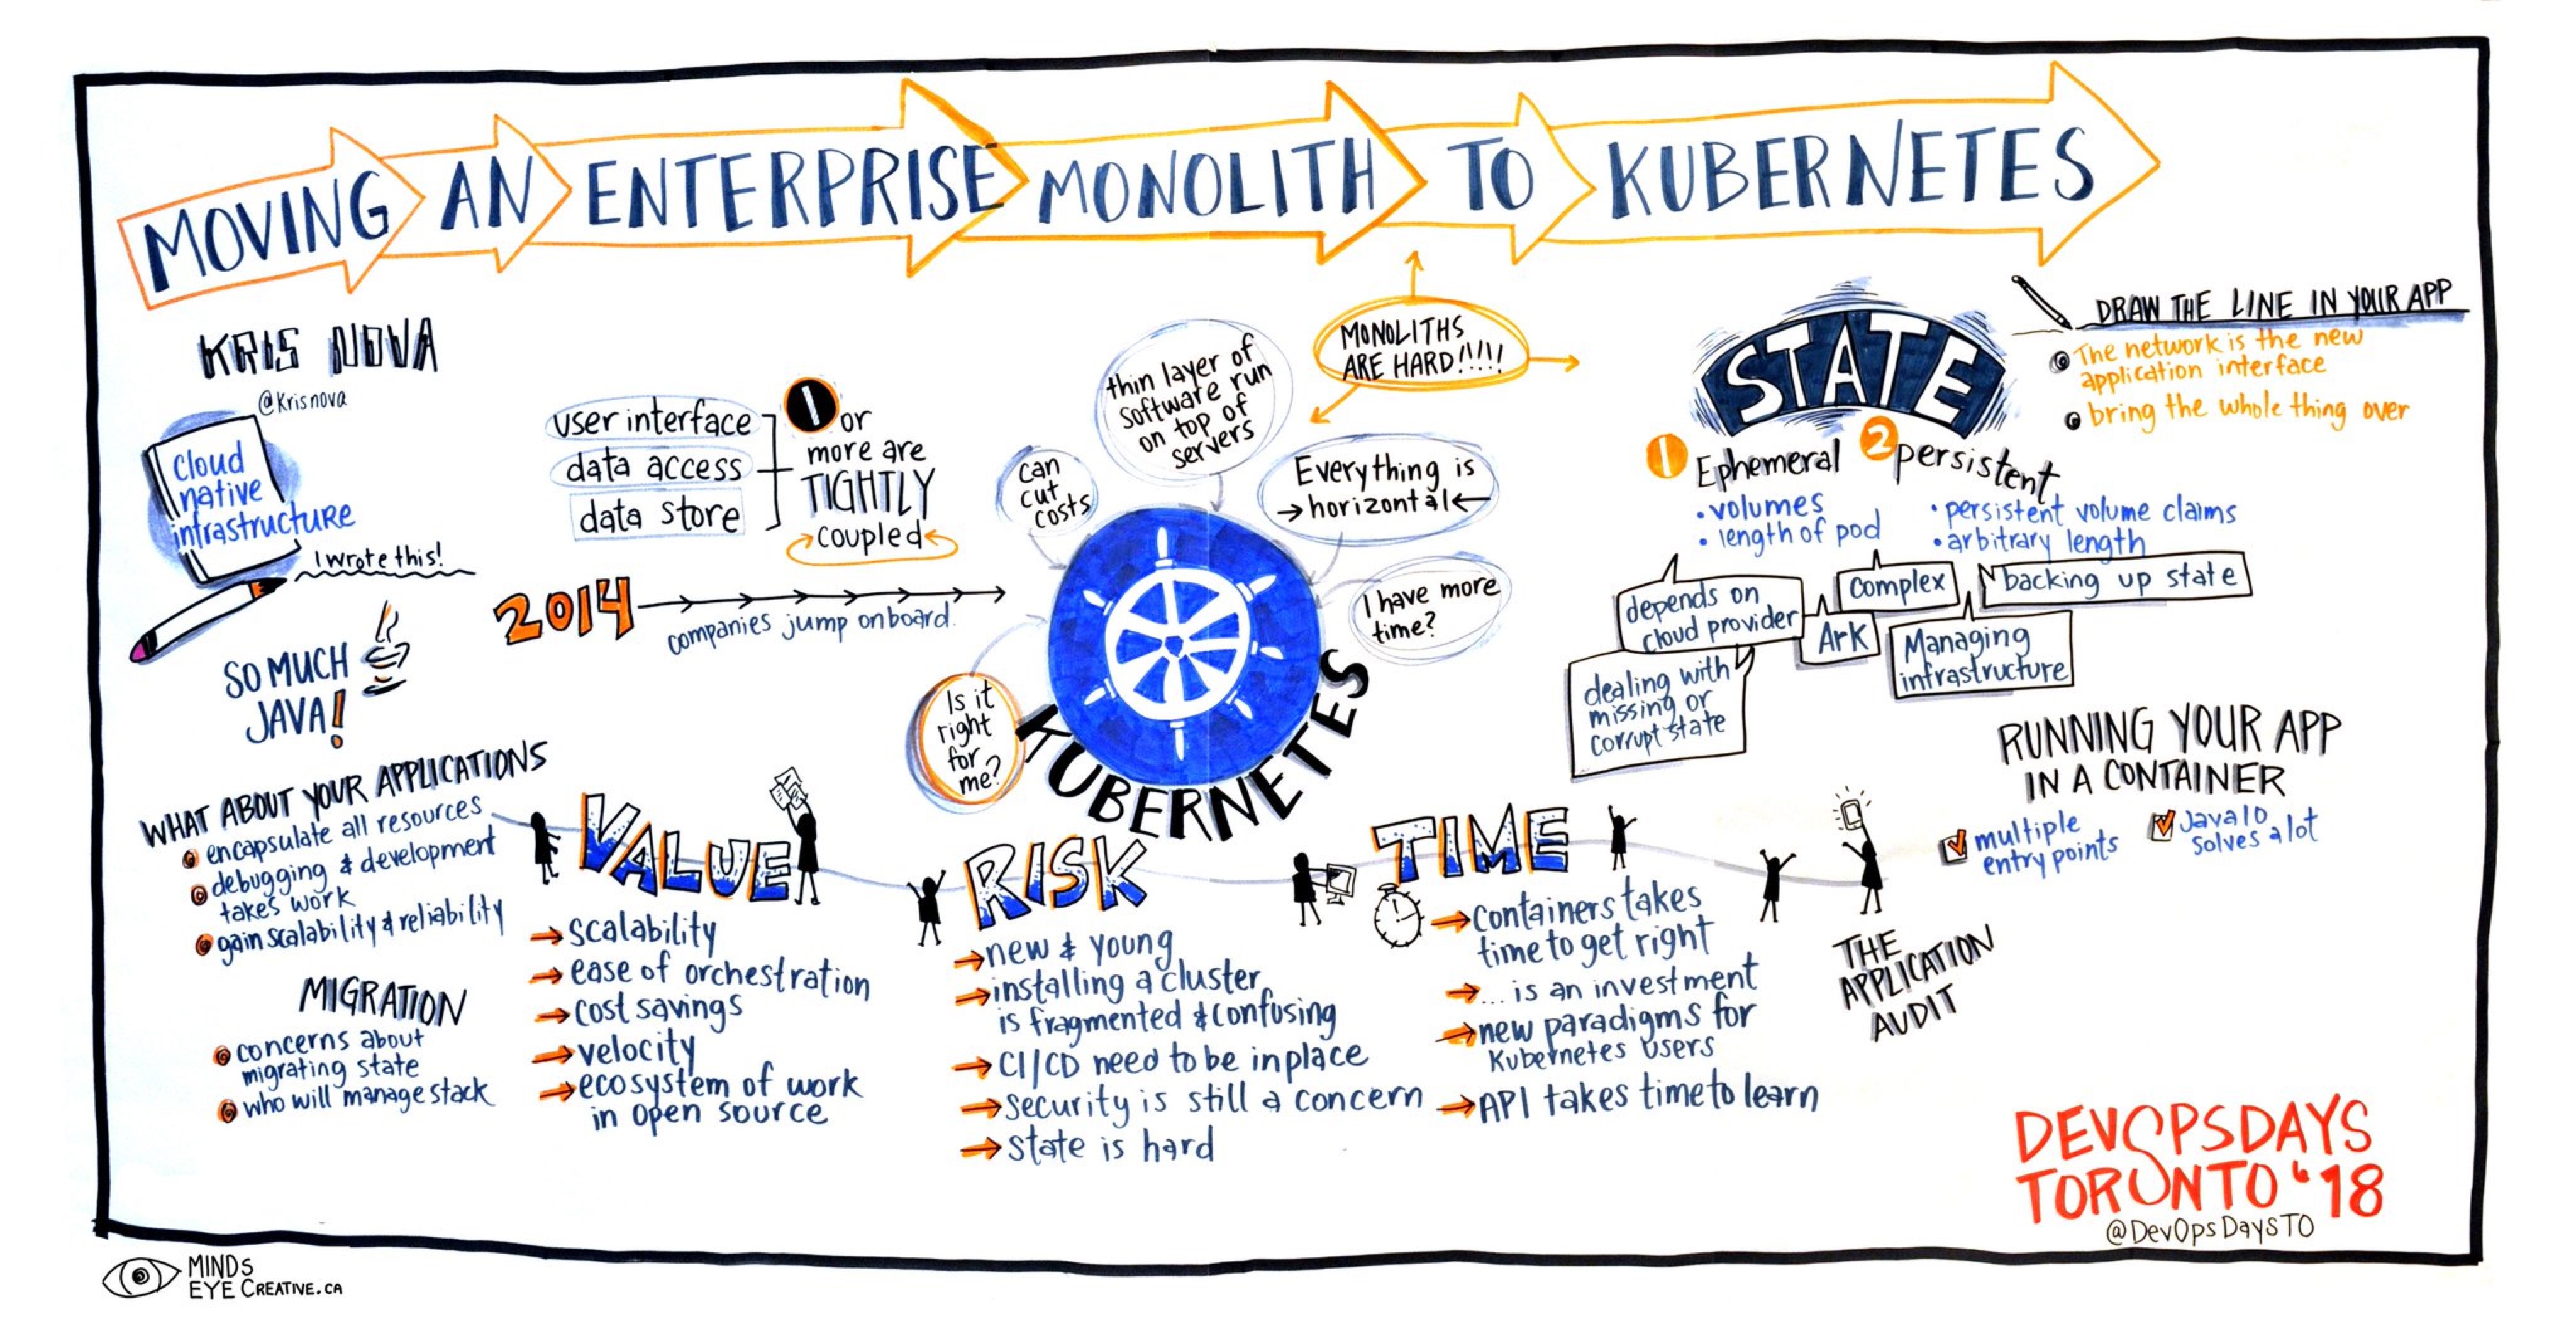 MOVING AN ENTERPRISE MONOLITH TO KUBERNETES
KRIS NOVA
@Krisnova
Cloud
native
infrastructure
I wrote this!
SO MUCH
JAVA!
WHAT ABOUT YOUR APPLICATIONS
encapsulate all resources
debugging & development
takes work
gain scalability & reliability
MIGRATION
concerns about
migrating state
who will manage stack
user interface
data access
data store
1 or
more are
TIGHTLY
coupled
2014
companies jump onboard.
can
cut
costs
thin layer of
software run
on top of
servers
MONOLITHS
ARE HARD!!!!!
Everything is
→horizontal←
I have more
time?
Is it
right
for
me?
KUBERNETES
VALUE
→scalability
→ease of orchestration
→cost savings
→velocity
→ecosystem of work
in open source
RISK
→new & young
→installing a cluster
is fragmented & confusing
→CI/CD need to be in place
→security is still a concern
→state is hard
TIME
→containers takes
time to get right
→... is an investment
→new paradigms for
Kubernetes users
→API takes time to learn
STATE
1 Ephemeral
• volumes
• length of pod
2 persistent
• persistent volume claims
• arbitrary length
depends on
cloud provider
complex
backing up state
Ark
Managing
infrastructure
dealing with
missing or
corrupt state
DRAW THE LINE IN YOUR APP
The network is the new
application interface
bring the whole thing over
RUNNING YOUR APP
IN A CONTAINER
multiple
entry points
Java10
solves a lot
THE
APPLICATION
AUDIT
DEVOPSDAYS
TORONTO '18
@DevOpsDaysTO
MINDS
EYE CREATIVE.CA